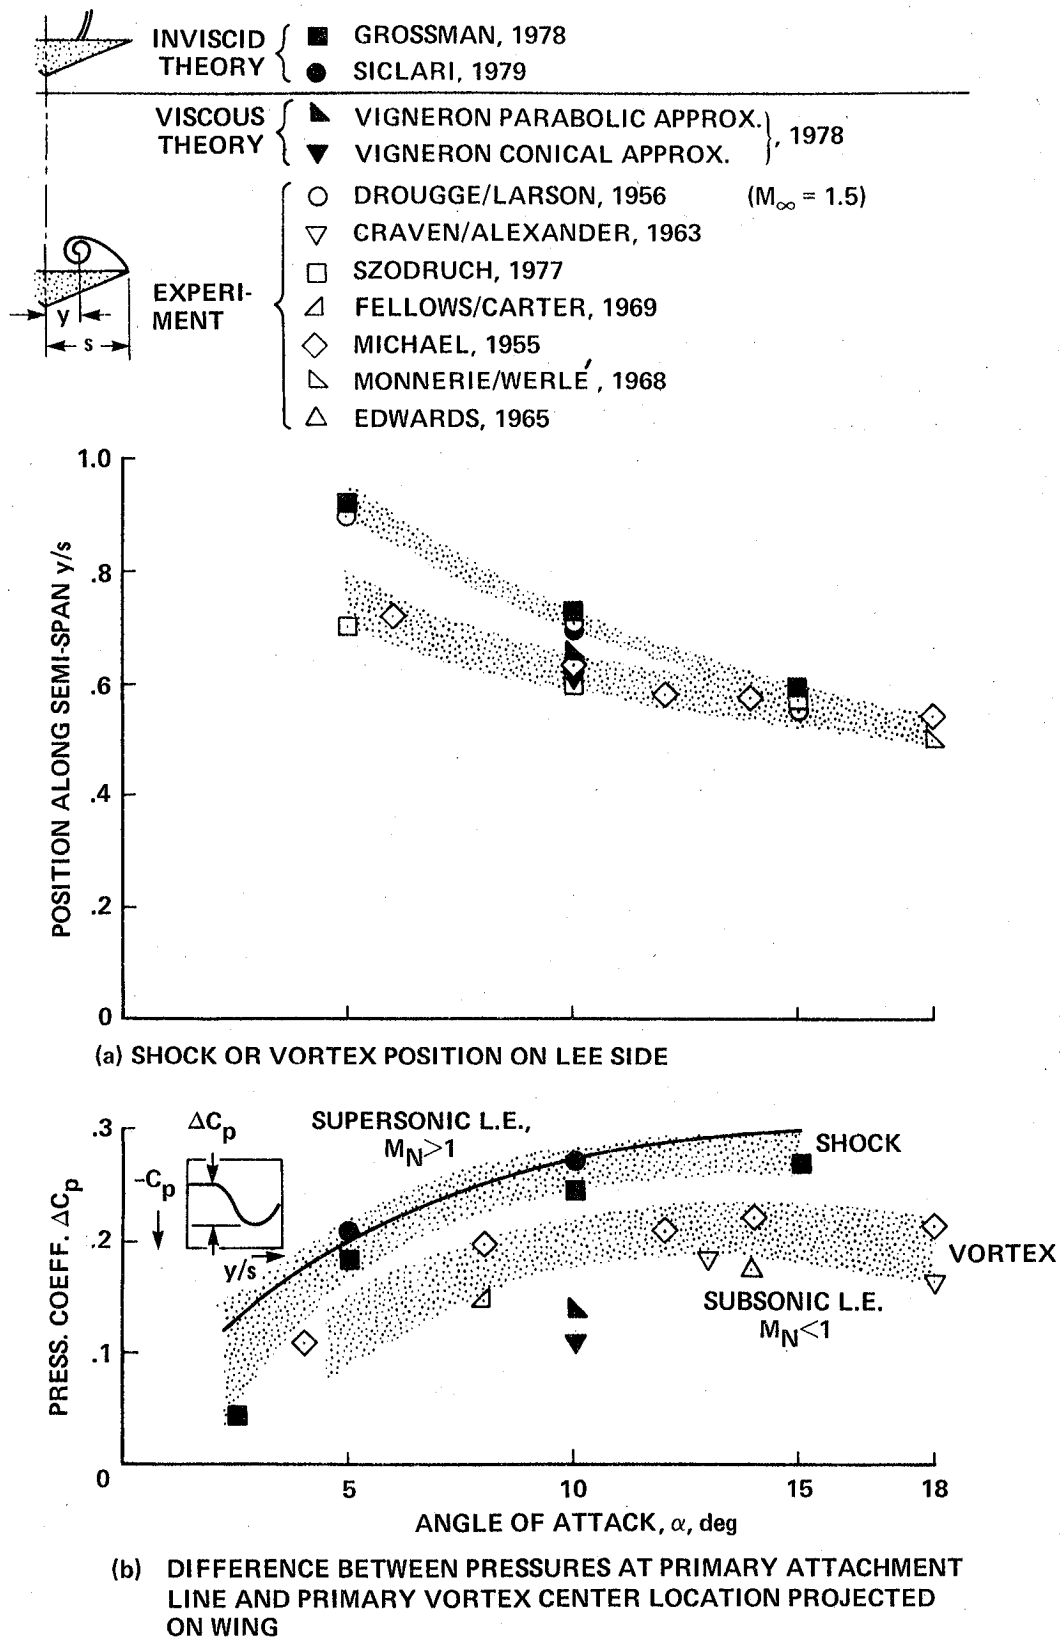 INVISCID THEORY
GROSSMAN, 1978
SICLARI, 1979
VISCOUS THEORY
VIGNERON PARABOLIC APPROX.
VIGNERON CONICAL APPROX.
, 1978
EXPERI-
MENT
DROUGGE/LARSON, 1956 (M∞ = 1.5)
CRAVEN/ALEXANDER, 1963
SZODRUCH, 1977
FELLOWS/CARTER, 1969
MICHAEL, 1955
MONNERIE/WERLÉ, 1968
EDWARDS, 1965
y
s
POSITION ALONG SEMI-SPAN y/s
1.0
.8
.6
.4
.2
0
(a) SHOCK OR VORTEX POSITION ON LEE SIDE
PRESS. COEFF. ΔCp
.3
.2
.1
0
ΔCp
-Cp
y/s
SUPERSONIC L.E.,
MN>1
SHOCK
VORTEX
SUBSONIC L.E.
MN<1
5
10
15
18
ANGLE OF ATTACK, α, deg
(b) DIFFERENCE BETWEEN PRESSURES AT PRIMARY ATTACHMENT
LINE AND PRIMARY VORTEX CENTER LOCATION PROJECTED
ON WING